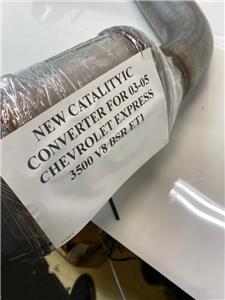 NEW CATALITYIC
CONVERTER FOR 03-05
CHEVROLET EXPRESS
3500 V8 BSR ET1